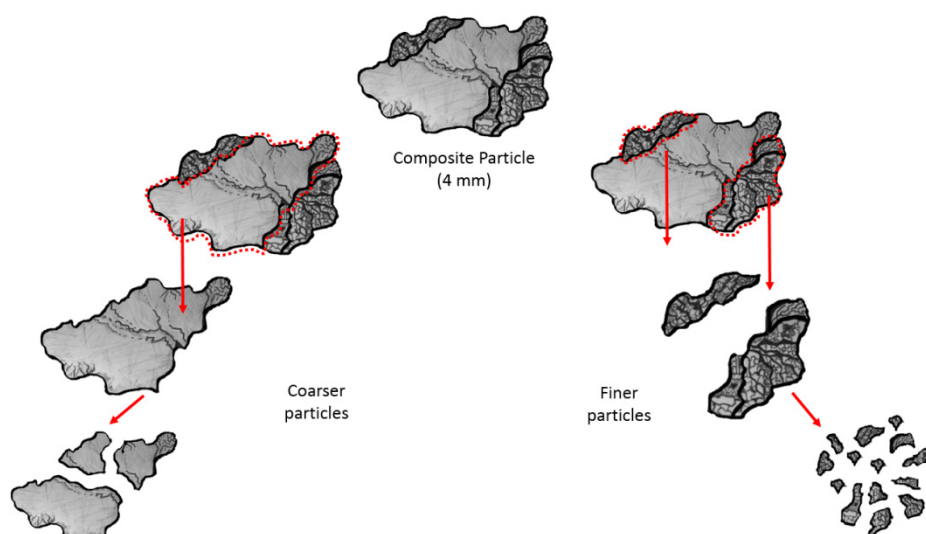 Composite Particle
(4 mm)
Coarser
particles
Finer
particles